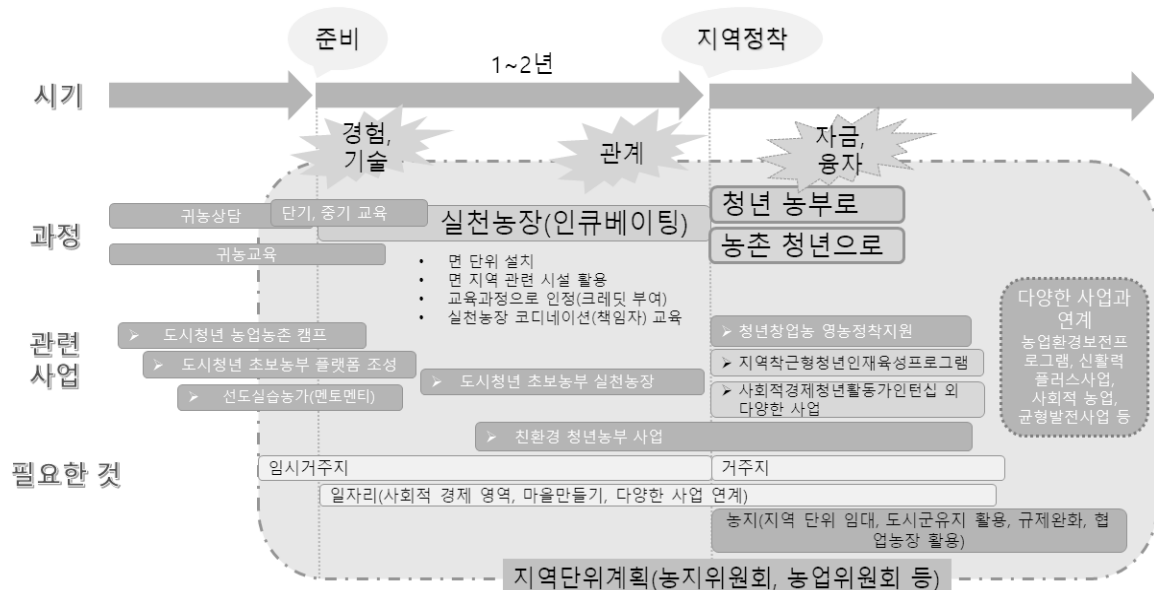 준비
지역정착
1~2년
시기
경험,
기술
관계
자금,
융자
과정
귀농상담
단기, 중기 교육
귀농교육
실천농장(인큐베이팅)
청년 농부로
농촌 청년으로
• 면 단위 설치
• 면 지역 관련 시설 활용
• 교육과정으로 인정(크레딧 부여)
• 실천농장 코디네이션(책임자) 교육
관련
사업
➢ 도시청년 농업농촌 캠프
➢ 도시청년 초보농부 플랫폼 조성
➢ 선도실습농가(멘토멘티)
➢ 도시청년 초보농부 실천농장
➢ 친환경 청년농부 사업
➢ 청년창업농 영농정착지원
➢ 지역착근형청년인재육성프로그램
➢ 사회적경제청년활동가인턴십 외
다양한 사업
다양한 사업과
연계
농업환경보전프
로그램, 신활력
플러스사업,
사회적 농업,
균형발전사업 등
필요한 것
임시거주지
거주지
일자리(사회적 경제 영역, 마을만들기, 다양한 사업 연계)
농지(지역 단위 임대, 도시군유지 활용, 규제완화, 협
업농장 활용)
지역단위계획(농지위원회, 농업위원회 등)